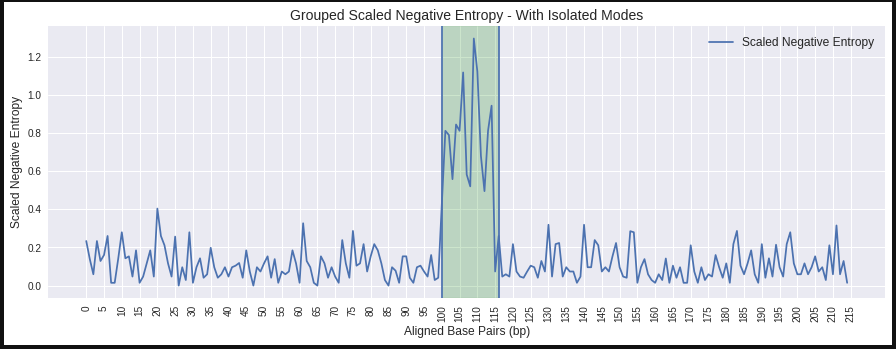 Grouped Scaled Negative Entropy - With Isolated Modes
Scaled Negative Entropy
Scaled Negative Entropy
1.2
1.0
0.8
0.6
0.4
0.2
0.0
0 5 10 15 20 25 30 35 40 45 50 55 60 65 70 75 80 85 90 95 100 105 110 115 120 125 130 135 140 145 150 155 160 165 170 175 180 185 190 195 200 205 210 215
Aligned Base Pairs (bp)